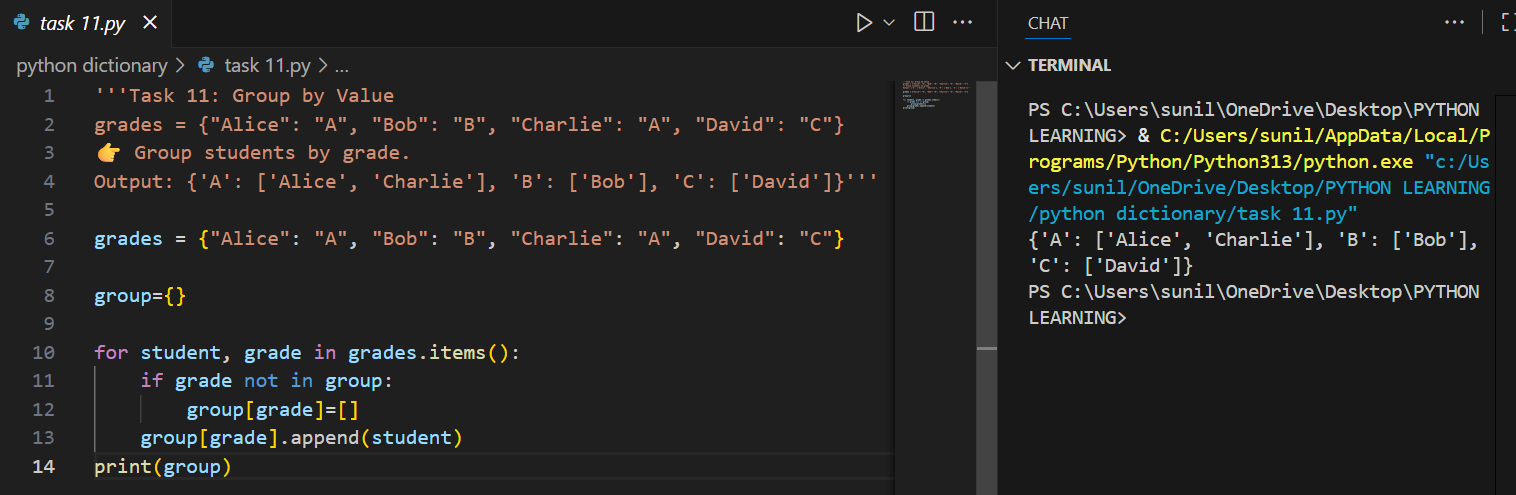 task 11.py
python dictionary > task 11.py > ...
1 '''Task 11: Group by Value
2 grades = {"Alice": "A", "Bob": "B", "Charlie": "A", "David": "C"}
3 👉 Group students by grade.
4 Output: {'A': ['Alice', 'Charlie'], 'B': ['Bob'], 'C': ['David']}'''
5
6 grades = {"Alice": "A", "Bob": "B", "Charlie": "A", "David": "C"}
7
8 group={}
9
10 for student, grade in grades.items():
11     if grade not in group:
12         group[grade]=[]
13     group[grade].append(student)
14 print(group)
CHAT
TERMINAL
PS C:\Users\sunil\OneDrive\Desktop\PYTHON
LEARNING> & C:/Users/sunil/AppData/Local/P
rograms/Python/Python313/python.exe "c:/Us
ers/sunil/OneDrive/Desktop/PYTHON LEARNING
/python dictionary/task 11.py"
{'A': ['Alice', 'Charlie'], 'B': ['Bob'],
'C': ['David']}
PS C:\Users\sunil\OneDrive\Desktop\PYTHON
LEARNING>